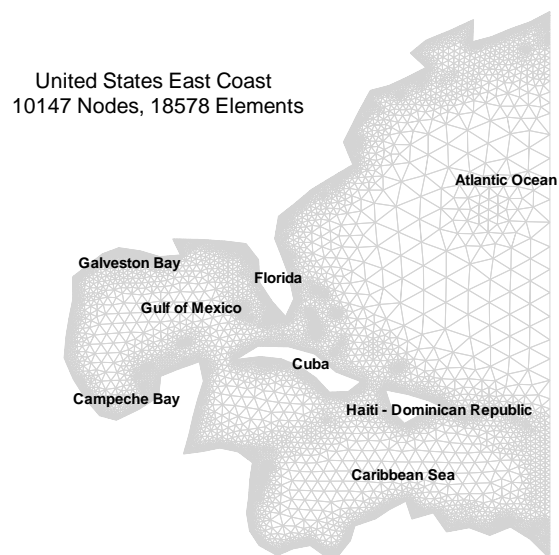 United States East Coast
10147 Nodes, 18578 Elements
Atlantic Ocean
Galveston Bay
Florida
Gulf of Mexico
Cuba
Campeche Bay
Haiti - Dominican Republic
Caribbean Sea